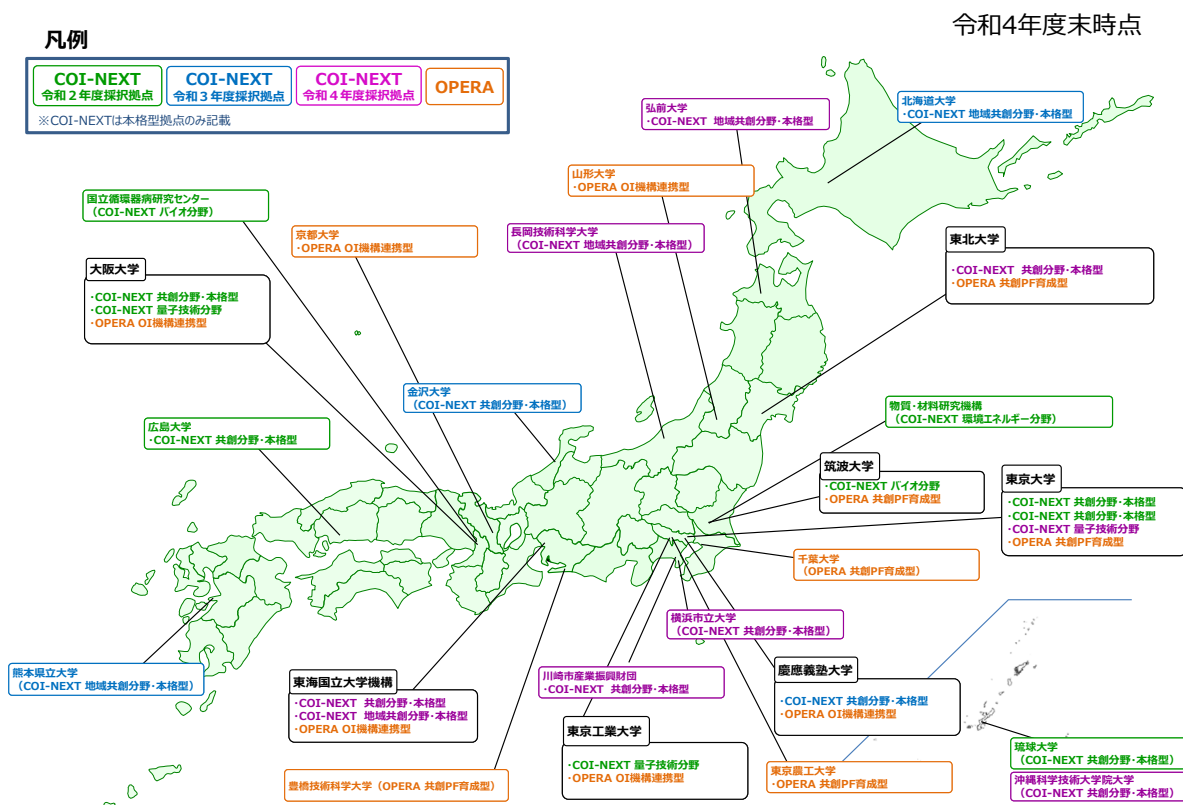 令和4年度末時点
凡例
COI-NEXT
令和2年度採択拠点
COI-NEXT
令和3年度採択拠点
COI-NEXT
令和4年度採択拠点
OPERA
※COI-NEXTは本格型拠点のみ記載
弘前大学
・COI-NEXT 地域共創分野・本格型
北海道大学
・COI-NEXT 地域共創分野・本格型
山形大学
・OPERA OI機構連携型
国立循環器病研究センター
（COI-NEXT バイオ分野）
京都大学
・OPERA OI機構連携型
長岡技術科学大学
（COI-NEXT 地域共創分野・本格型）
東北大学
・COI-NEXT 共創分野・本格型
・OPERA 共創PF育成型
大阪大学
・COI-NEXT 共創分野・本格型
・COI-NEXT 量子技術分野
・OPERA OI機構連携型
金沢大学
（COI-NEXT 共創分野・本格型）
物質・材料研究機構
（COI-NEXT 環境エネルギー分野）
広島大学
・COI-NEXT 共創分野・本格型
筑波大学
・COI-NEXT バイオ分野
・OPERA 共創PF育成型
東京大学
・COI-NEXT 共創分野・本格型
・COI-NEXT 共創分野・本格型
・COI-NEXT 量子技術分野
・OPERA 共創PF育成型
千葉大学
（OPERA 共創PF育成型）
横浜市立大学
（COI-NEXT 共創分野・本格型）
熊本県立大学
（COI-NEXT 地域共創分野・本格型）
東海国立大学機構
・COI-NEXT 共創分野・本格型
・COI-NEXT 地域共創分野・本格型
・OPERA OI機構連携型
川崎市産業振興財団
・COI-NEXT 共創分野・本格型
慶應義塾大学
・COI-NEXT 共創分野・本格型
・OPERA OI機構連携型
東京工業大学
・COI-NEXT 量子技術分野
・OPERA OI機構連携型
豊橋技術科学大学（OPERA 共創PF育成型）
東京農工大学
・OPERA 共創PF育成型
琉球大学
（COI-NEXT 共創分野・本格型）
沖縄科学技術大学院大学
（COI-NEXT 共創分野・本格型）